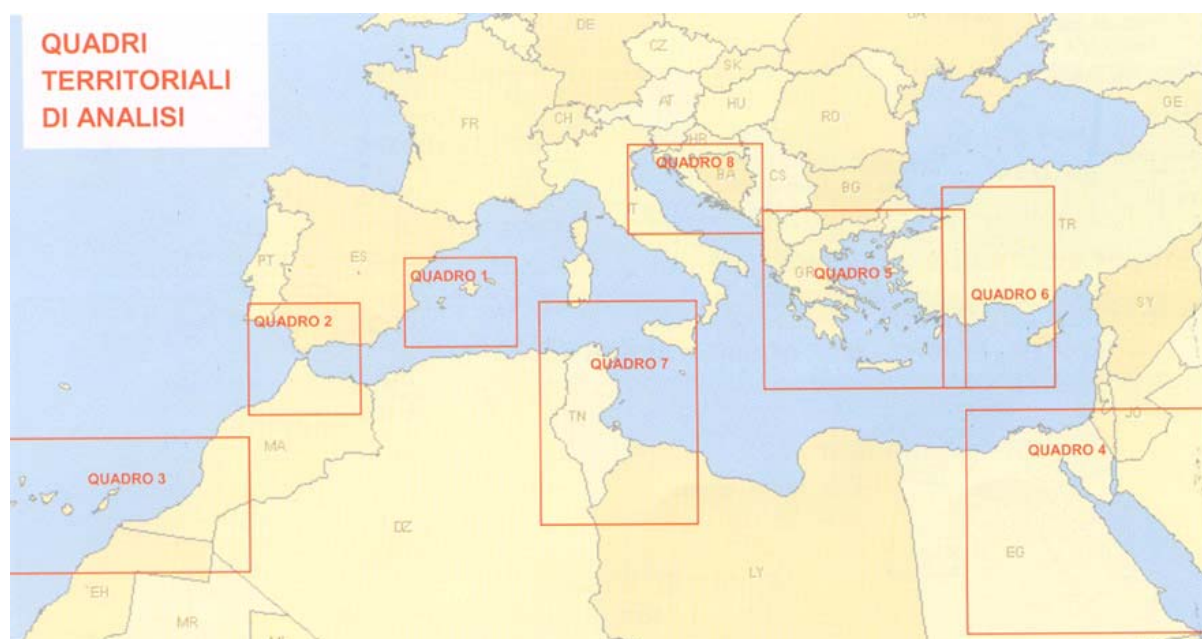 QUADRI
TERRITORIALI
DI ANALISI
DE
CZ
SK
FR
AT
HU
CH
RO
GE
HR
QUADRO 8
BA
CS
BG
IT
TR
PT
ES
QUADRO 1
GR
QUADRO 5
QUADRO 6
SY
QUADRO 2
QUADRO 7
TN
JO
MA
QUADRO 4
QUADRO 3
DZ
EG
LY
EH
MR